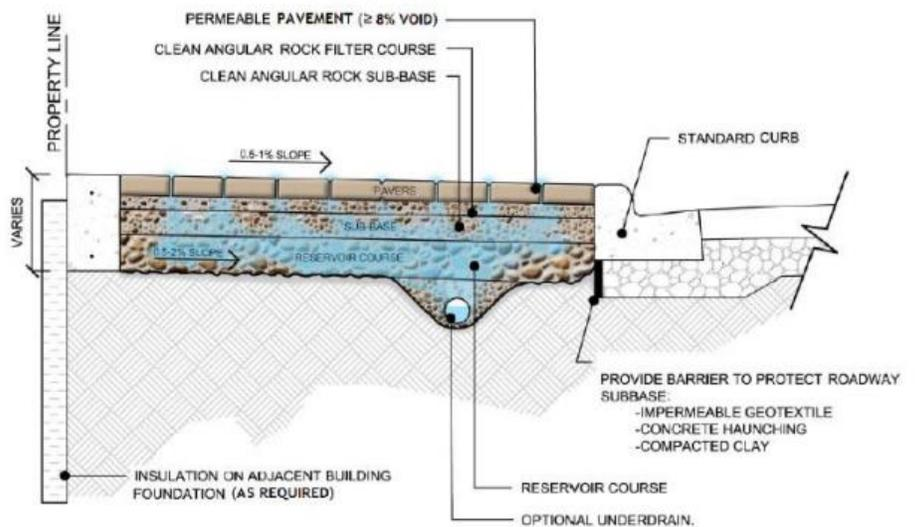 PERMEABLE PAVEMENT (≥ 8% VOID)
CLEAN ANGULAR ROCK FILTER COURSE
CLEAN ANGULAR ROCK SUB-BASE
PROPERTY LINE
STANDARD CURB
0.5-1% SLOPE
PAVERS
VARIES
SUB-BASE
0.5-2% SLOPE
RESERVOIR COURSE
PROVIDE BARRIER TO PROTECT ROADWAY
SUBBASE:
-IMPERMEABLE GEOTEXTILE
-CONCRETE HAUNCHING
-COMPACTED CLAY
INSULATION ON ADJACENT BUILDING
FOUNDATION (AS REQUIRED)
RESERVOIR COURSE
OPTIONAL UNDERDRAIN.